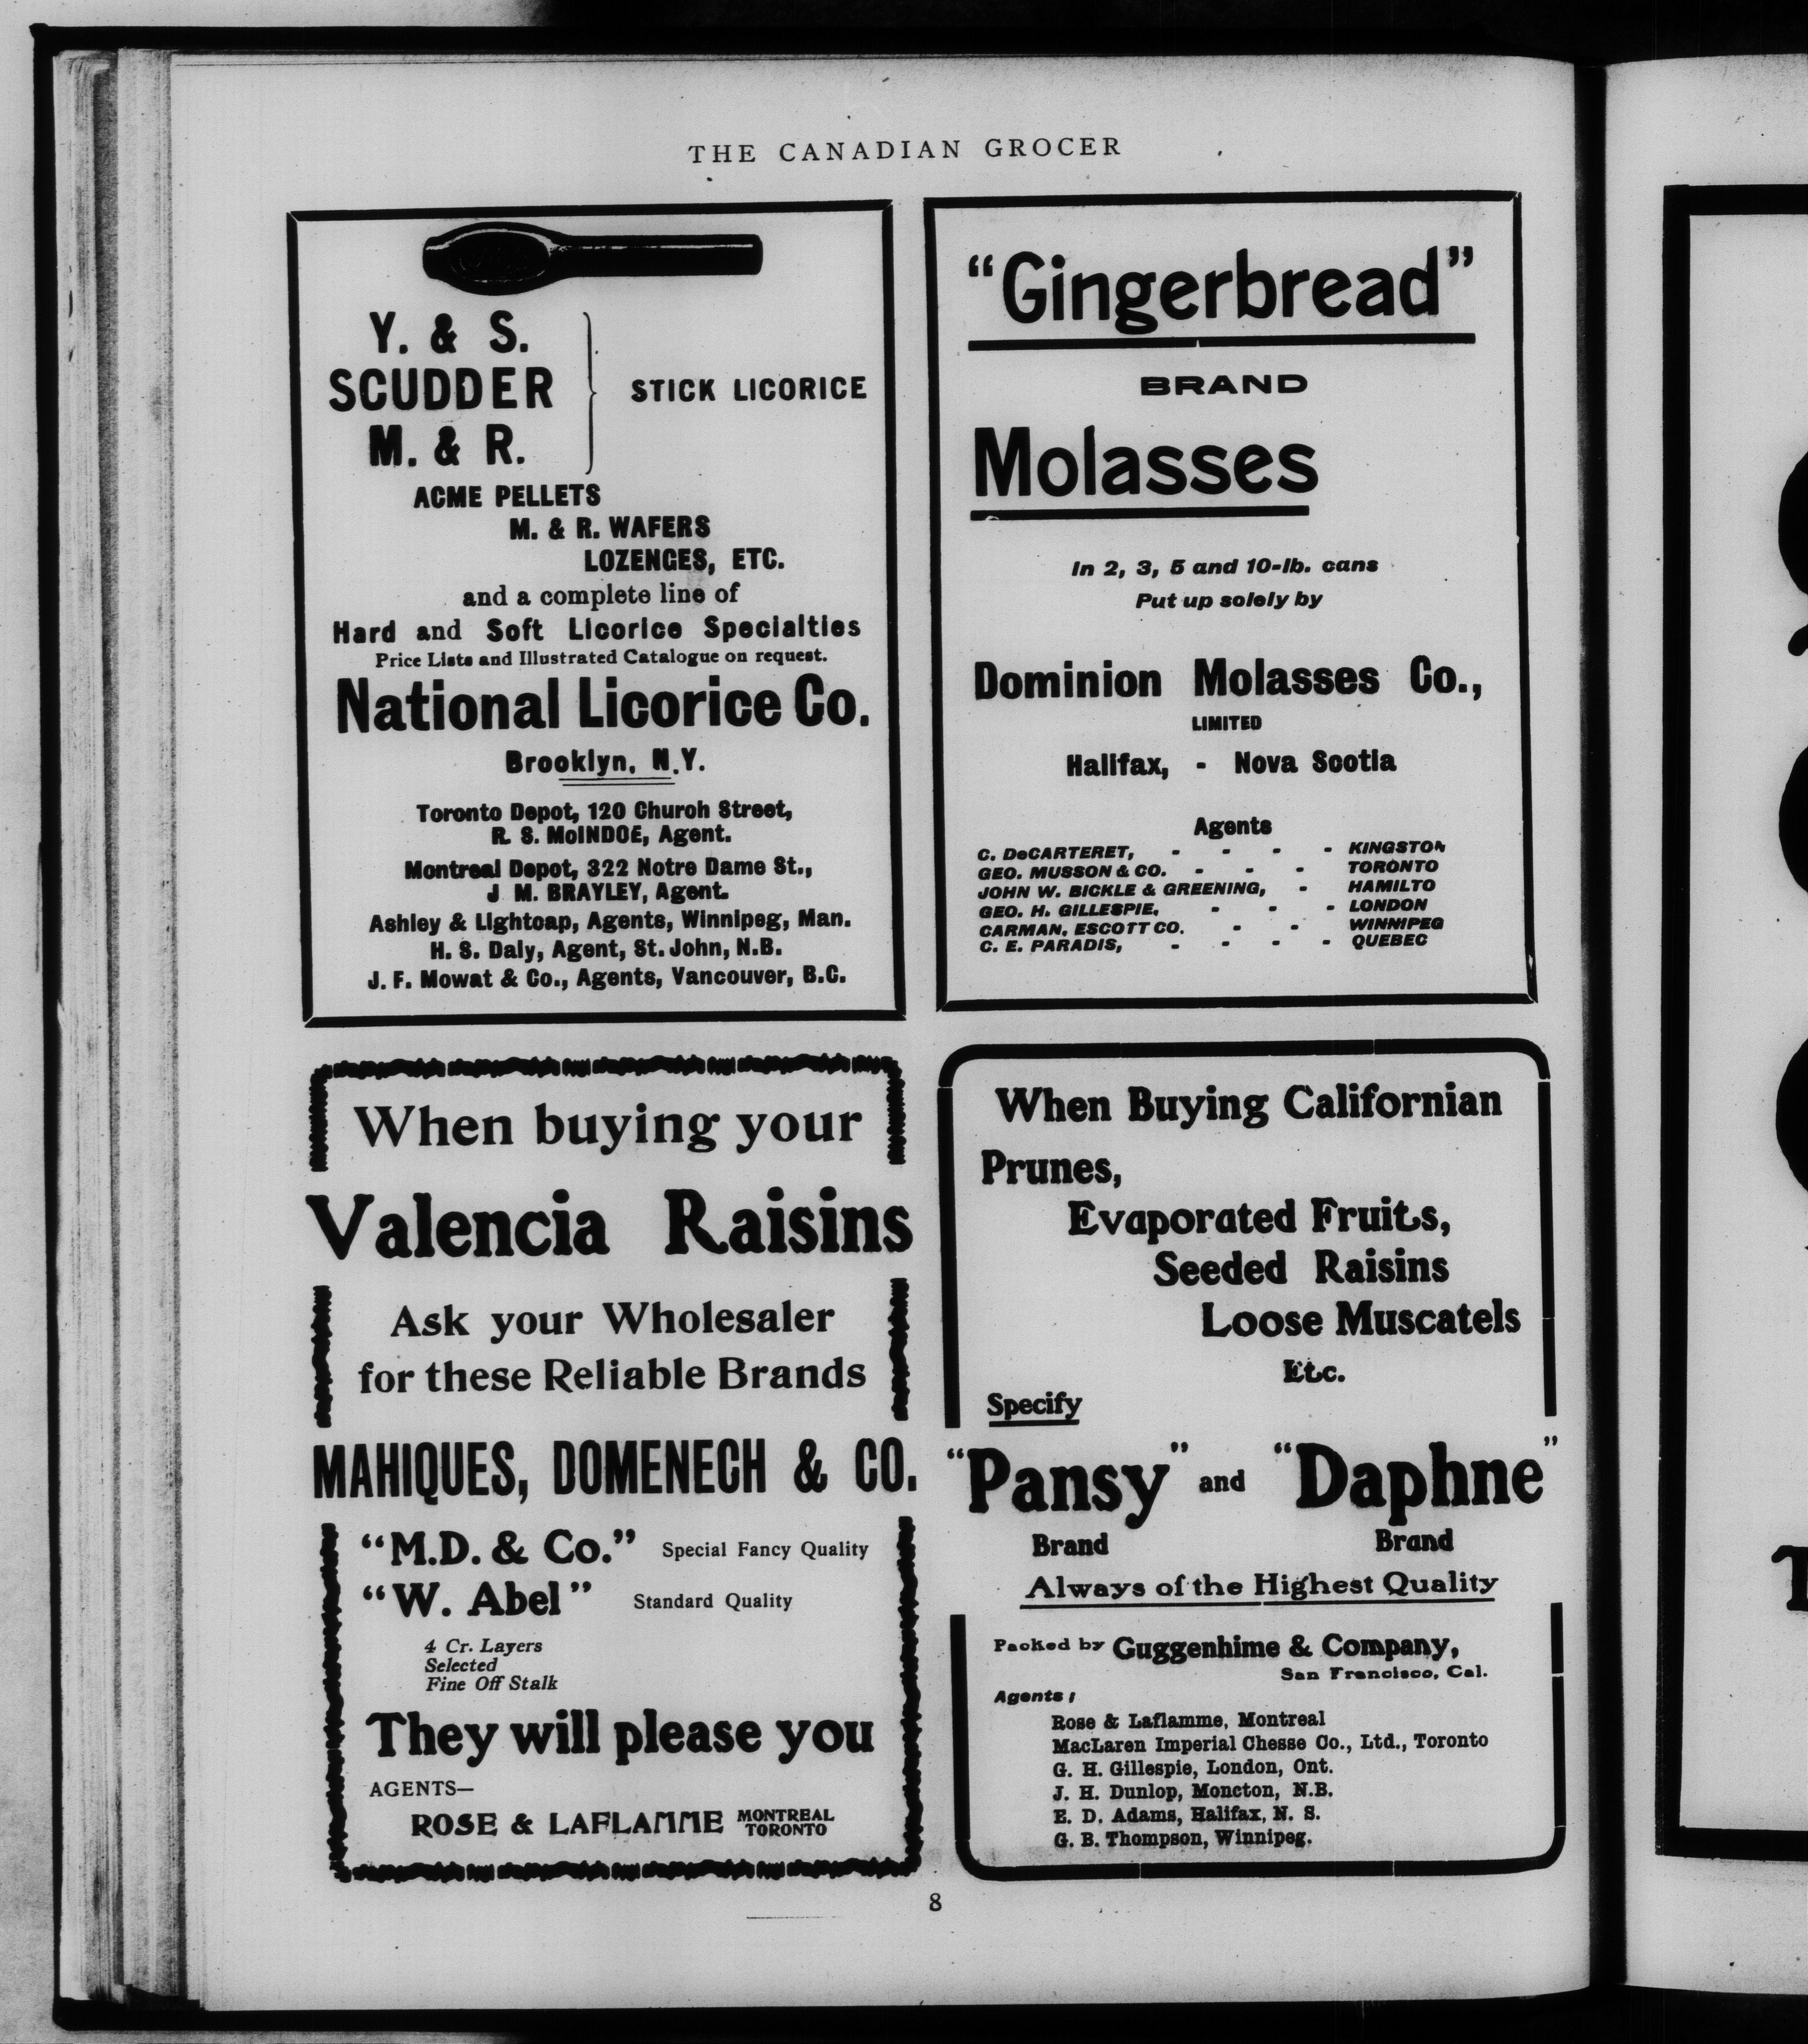 THE CANADIAN GROCER
Y. & S.
SCUDDER
M. & R.
STICK LICORICE
ACME PELLETS
M. & R. WAFERS
LOZENGES, ETC.
and a complete line of
Hard and Soft Licorice Specialties
Price Lists and Illustrated Catalogue on request.
National Licorice Co.
Brooklyn, N.Y.
Toronto Depot, 120 Church Street,
R. S. McINDOE, Agent.
Montreal Depot, 322 Notre Dame St.,
J M. BRAYLEY, Agent.
Ashley & Lightcap, Agents, Winnipeg, Man.
H. S. Daly, Agent, St. John, N.B.
J. F. Mowat & Co., Agents, Vancouver, B.C.
"Gingerbread"
BRAND
Molasses
In 2, 3, 5 and 10-lb. cans
Put up solely by
Dominion Molasses Co.,
LIMITED
Halifax, - Nova Scotia
Agents
C. DeCARTERET, - - - - KINGSTON
GEO. MUSSON & CO. - - - TORONTO
JOHN W. BICKLE & GREENING, - HAMILTO
GEO. H. GILLESPIE, - - - LONDON
CARMAN, ESCOTT CO. - - WINNIPEG
C. E. PARADIS, - - - - QUEBEC
When buying your
Valencia Raisins
Ask your Wholesaler
for these Reliable Brands
MAHIQUES, DOMENECH & CO.
"M.D. & Co." Special Fancy Quality
"W. Abel" Standard Quality
4 Cr. Layers
Selected
Fine Off Stalk
They will please you
AGENTS—
ROSE & LAFLAMME MONTREAL
TORONTO
When Buying Californian
Prunes,
Evaporated Fruits,
Seeded Raisins
Loose Muscatels
Etc.
Specify
"Pansy" and "Daphne"
Brand Brand
Always of the Highest Quality
Packed by Guggenhime & Company,
San Francisco, Cal.
Agents:
Rose & Laflamme, Montreal
MacLaren Imperial Chesse Co., Ltd., Toronto
G. H. Gillespie, London, Ont.
J. H. Dunlop, Moncton, N.B.
E. D. Adams, Halifax, N. S.
G. B. Thompson, Winnipeg.
8